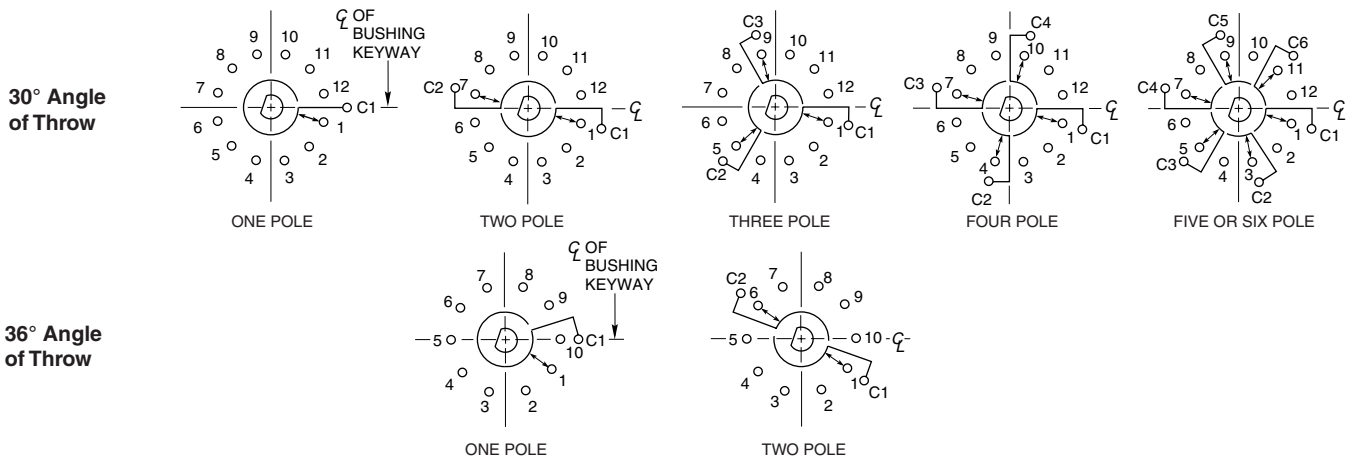 30° Angle
of Throw
℄ OF
BUSHING
KEYWAY
9 10
8 11
7 12
C1
6 1
5 2
4 3
ONE POLE
9 10
8 11
C2 7 12
℄
6 1 C1
5 2
4 3
TWO POLE
C3
9 10
8 11
7 12
℄
6 1 C1
5 2
C2 4 3
THREE POLE
C4
9 10
8 11
C3 7 12
℄
6 1 C1
5 2
4 3
C2
FOUR POLE
C5
9 10 C6
8 11
C4 7 12
℄
6 1 C1
5 2
C3 4 3
C2
FIVE OR SIX POLE
36° Angle
of Throw
℄ OF
BUSHING
KEYWAY
7 8
6 9
5 10 C1
4 1
3 2
ONE POLE
7 8
C2 6 9
5 10 ℄
4 1 C1
3 2
TWO POLE